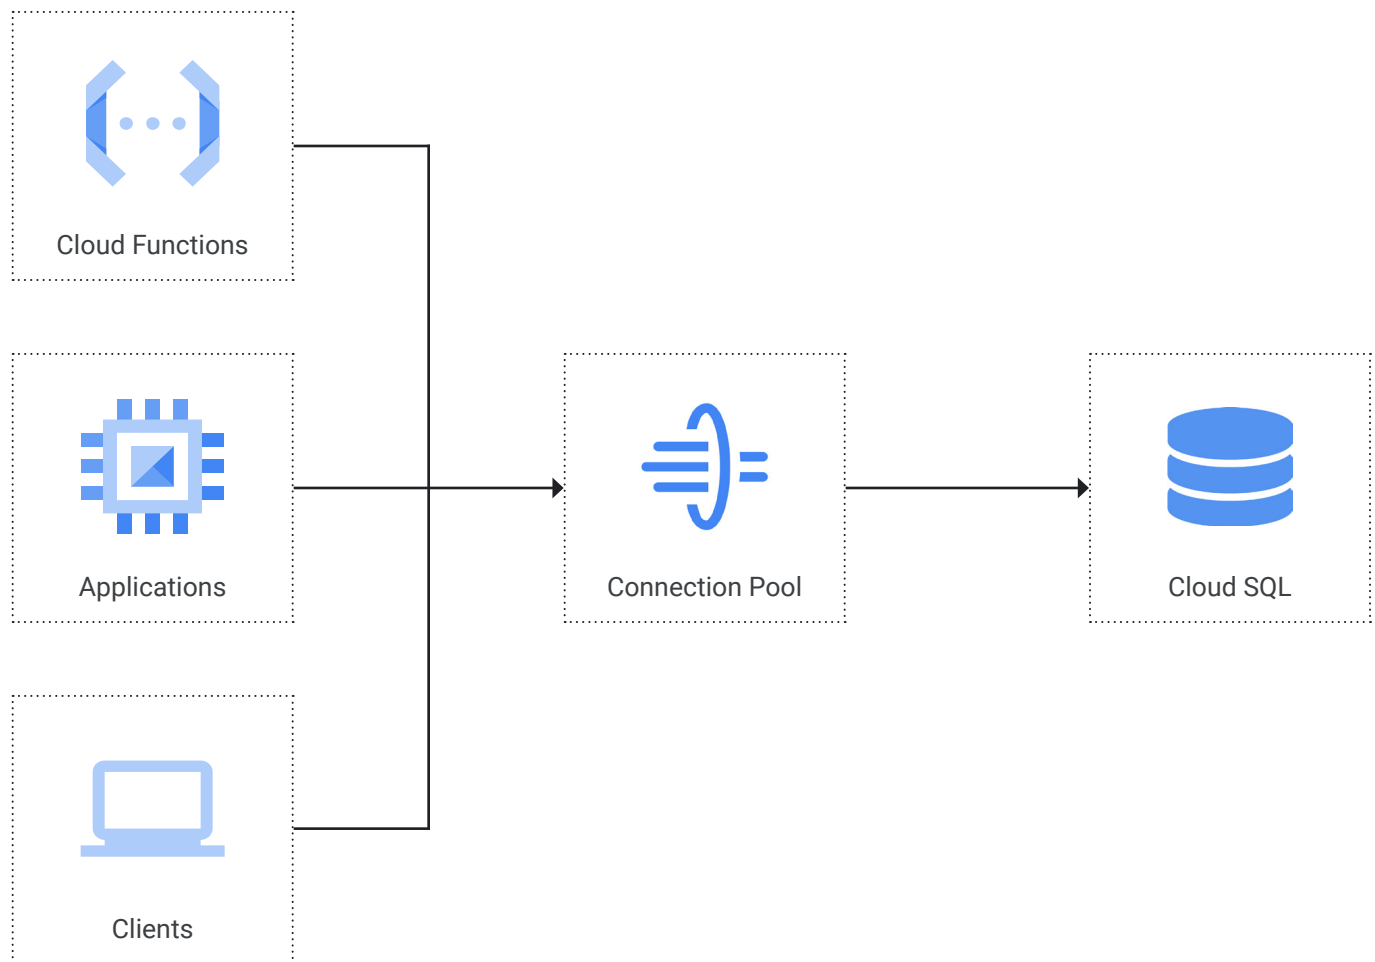 Cloud Functions
Applications
Connection Pool
Cloud SQL
Clients